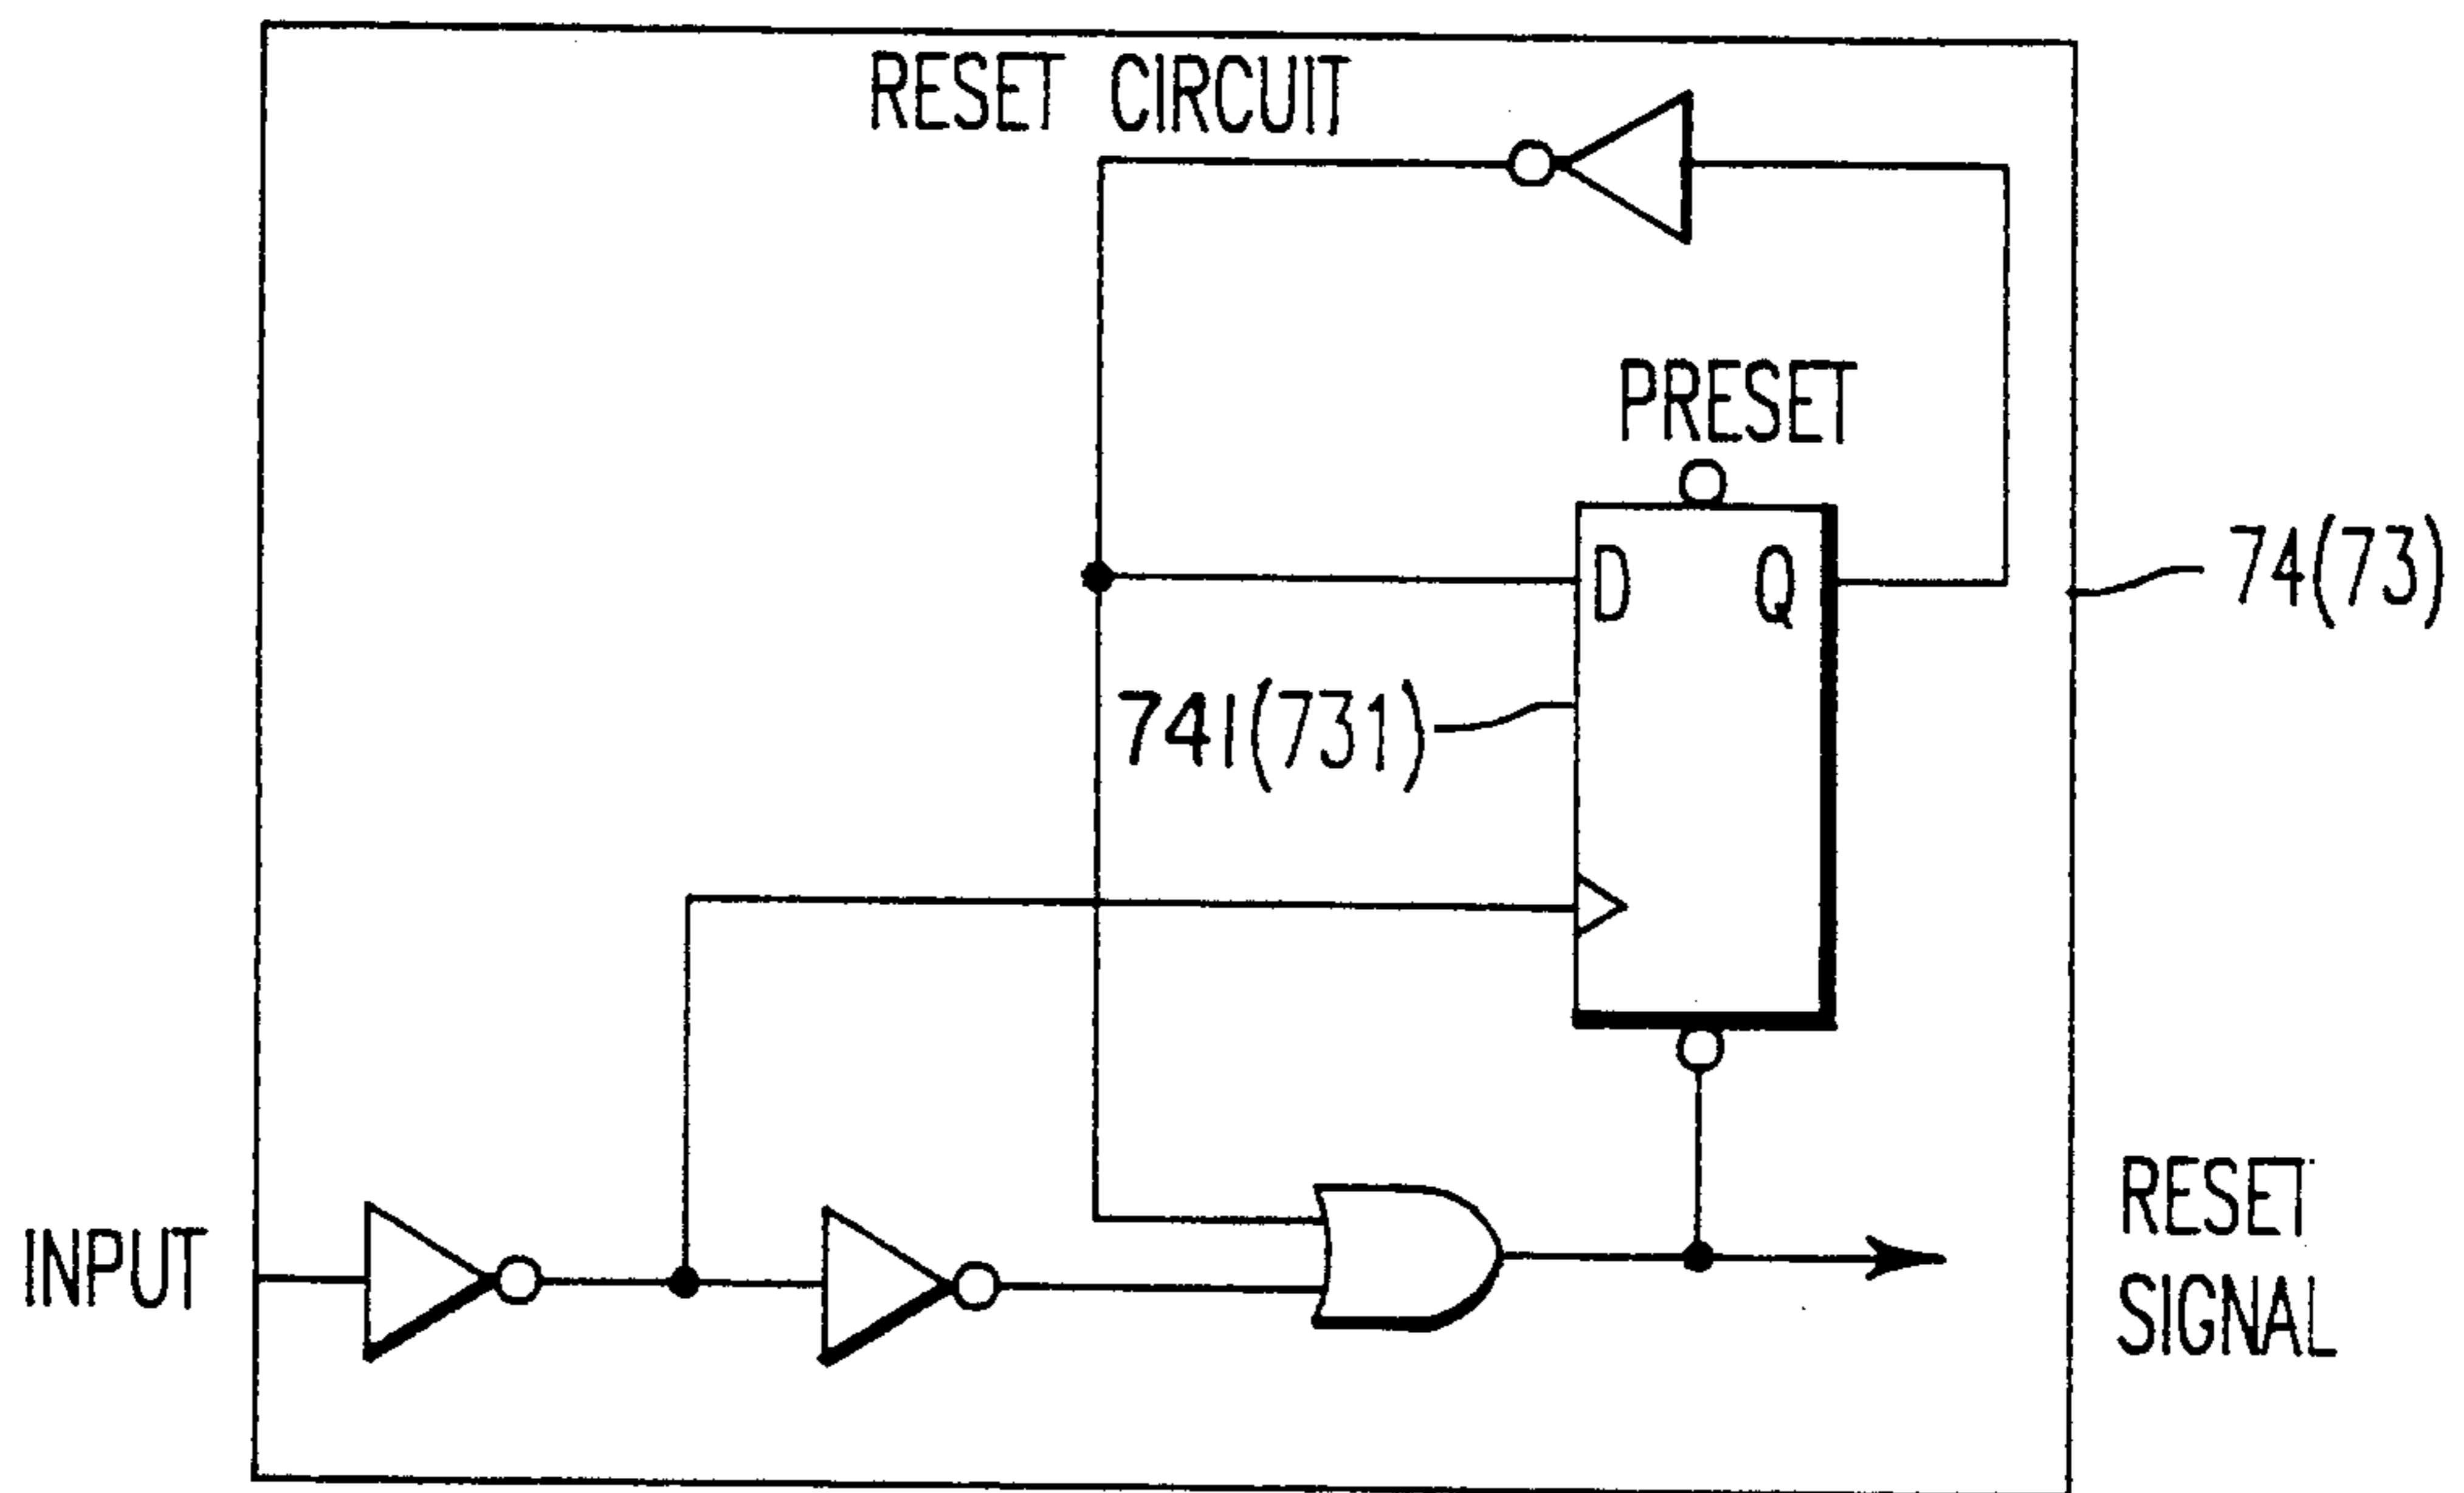 RESET CIRCUIT
PRESET
D Q
74(73)
741(731)
INPUT
RESET
SIGNAL